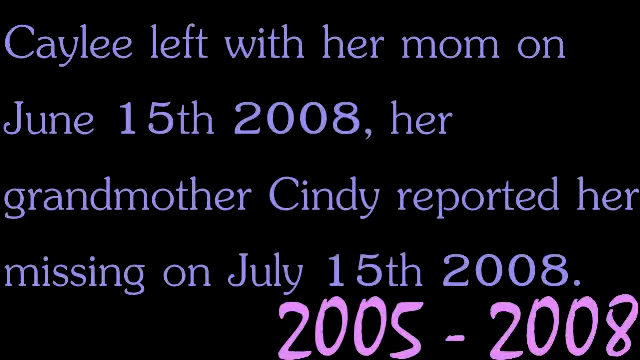 Caylee left with her mom on
June 15th 2008, her
grandmother Cindy reported her
missing on July 15th 2008.
2005 - 2008